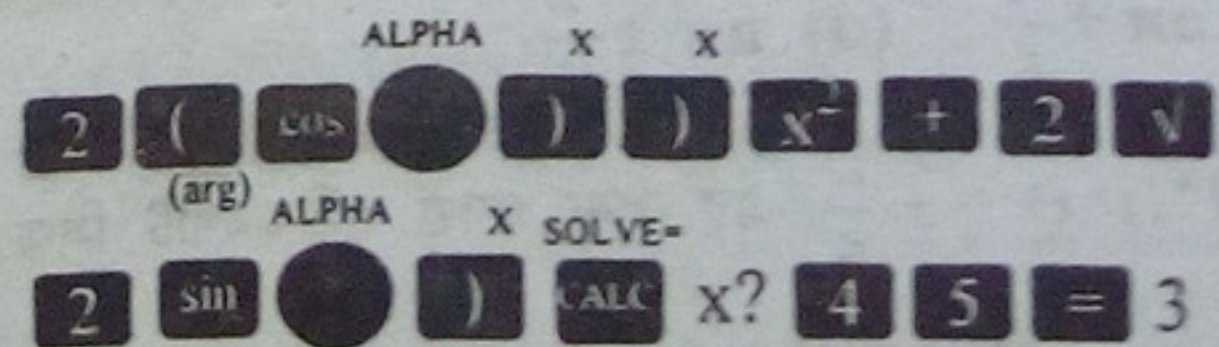 ALPHA X X
2 ( cos ) ) x² + 2 √
(arg)
ALPHA X SOLVE=
2 sin ) CALC x? 4 5 = 3